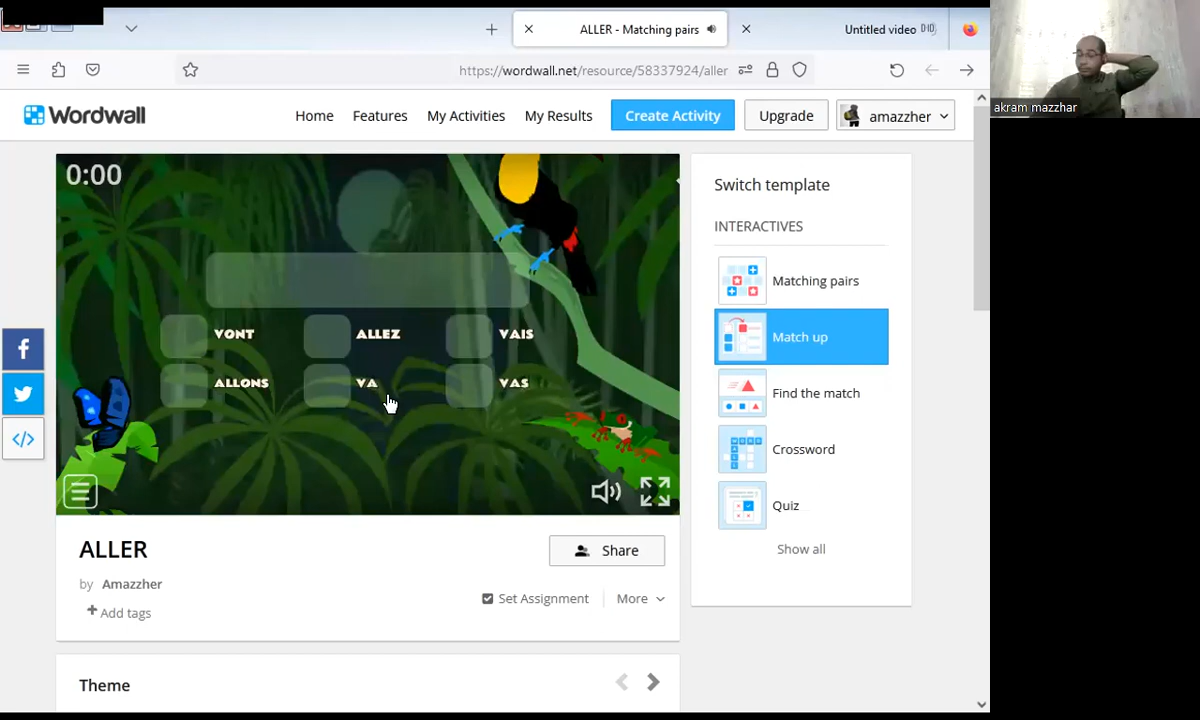 ALLER - Matching pairs
Untitled video
https://wordwall.net/resource/58337924/aller
akram mazzhar
Wordwall
Home
Features
My Activities
My Results
Create Activity
Upgrade
amazzher
0:00
VONT
ALLEZ
VAIS
ALLONS
VA
VAS
Switch template
INTERACTIVES
Matching pairs
Match up
Find the match
Crossword
Quiz
Show all
ALLER
Share
by Amazzher
Set Assignment
More
+ Add tags
Theme